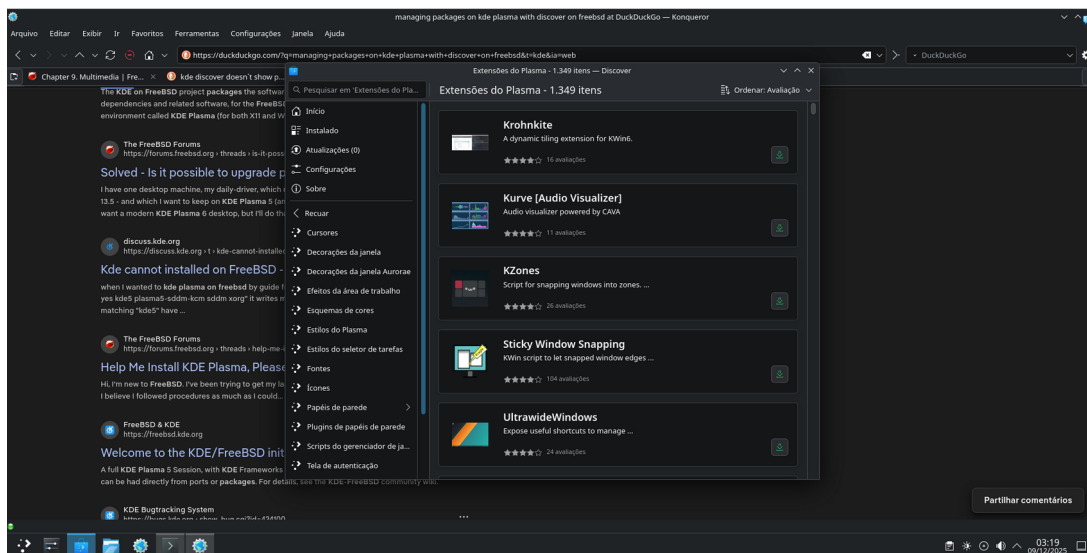 managing packages on kde plasma with discover on freebsd at DuckDuckGo — Konqueror
Arquivo Editar Exibir Ir Favoritos Ferramentas Configurações Janela Ajuda
https://duckduckgo.com/?q=managing+packages+on+kde+plasma+with+discover+on+freebsd&t=kde&ia=web
- DuckDuckGo
Chapter 9. Multimedia | Fre...
kde discover doesn't show p...
The KDE on FreeBSD project packages the softwar
dependencies and related software, for the FreeBS
environment called KDE Plasma (for both X11 and W
The FreeBSD Forums
https://forums.freebsd.org › threads › is-it-poss
Solved - Is it possible to upgrade p
I have one desktop machine, my daily-driver, which
13.5 - and which I want to keep on KDE Plasma 5 (an
want a modern KDE Plasma 6 desktop, but I'll do th
discuss.kde.org
https://discuss.kde.org › t › kde-cannot-installed
Kde cannot installed on FreeBSD -
when I wanted to kde plasma on freebsd by guide f
yes kde5 plasma5-sddm-kcm sddm xorg" it writes m
matching "kde5" have ...
The FreeBSD Forums
https://forums.freebsd.org › threads › help-me-i
Help Me Install KDE Plasma, Please
Hi, I'm new to FreeBSD. I've been trying to get my la
I believe I followed procedures as much as I could...
FreeBSD & KDE
https://freebsd.kde.org
Welcome to the KDE/FreeBSD init
A full KDE Plasma 5 Session, with KDE Frameworks
can be had directly from ports or packages. For details, see the KDE-FreeBSD community wiki.
KDE Bugtracking System
https://bugs.kde.org › show_bug.cgi?id=424100
Extensões do Plasma - 1.349 itens — Discover
Pesquisar em 'Extensões do Pla...
Extensões do Plasma - 1.349 itens
Ordenar: Avaliação
Início
Instalado
Atualizações (0)
Configurações
Sobre
Recuar
Cursores
Decorações da janela
Decorações da janela Aurorae
Efeitos da área de trabalho
Esquemas de cores
Estilos do Plasma
Estilos do seletor de tarefas
Fontes
Ícones
Papéis de parede
Plugins de papéis de parede
Scripts do gerenciador de ja...
Tela de autenticação
Krohnkite
A dynamic tiling extension for KWin6.
16 avaliações
Kurve [Audio Visualizer]
Audio visualizer powered by CAVA
11 avaliações
KZones
Script for snapping windows into zones. ...
26 avaliações
Sticky Window Snapping
KWin script to let snapped window edges ...
104 avaliações
UltrawideWindows
Expose useful shortcuts to manage ...
24 avaliações
Partilhar comentários
03:19
09/12/2025